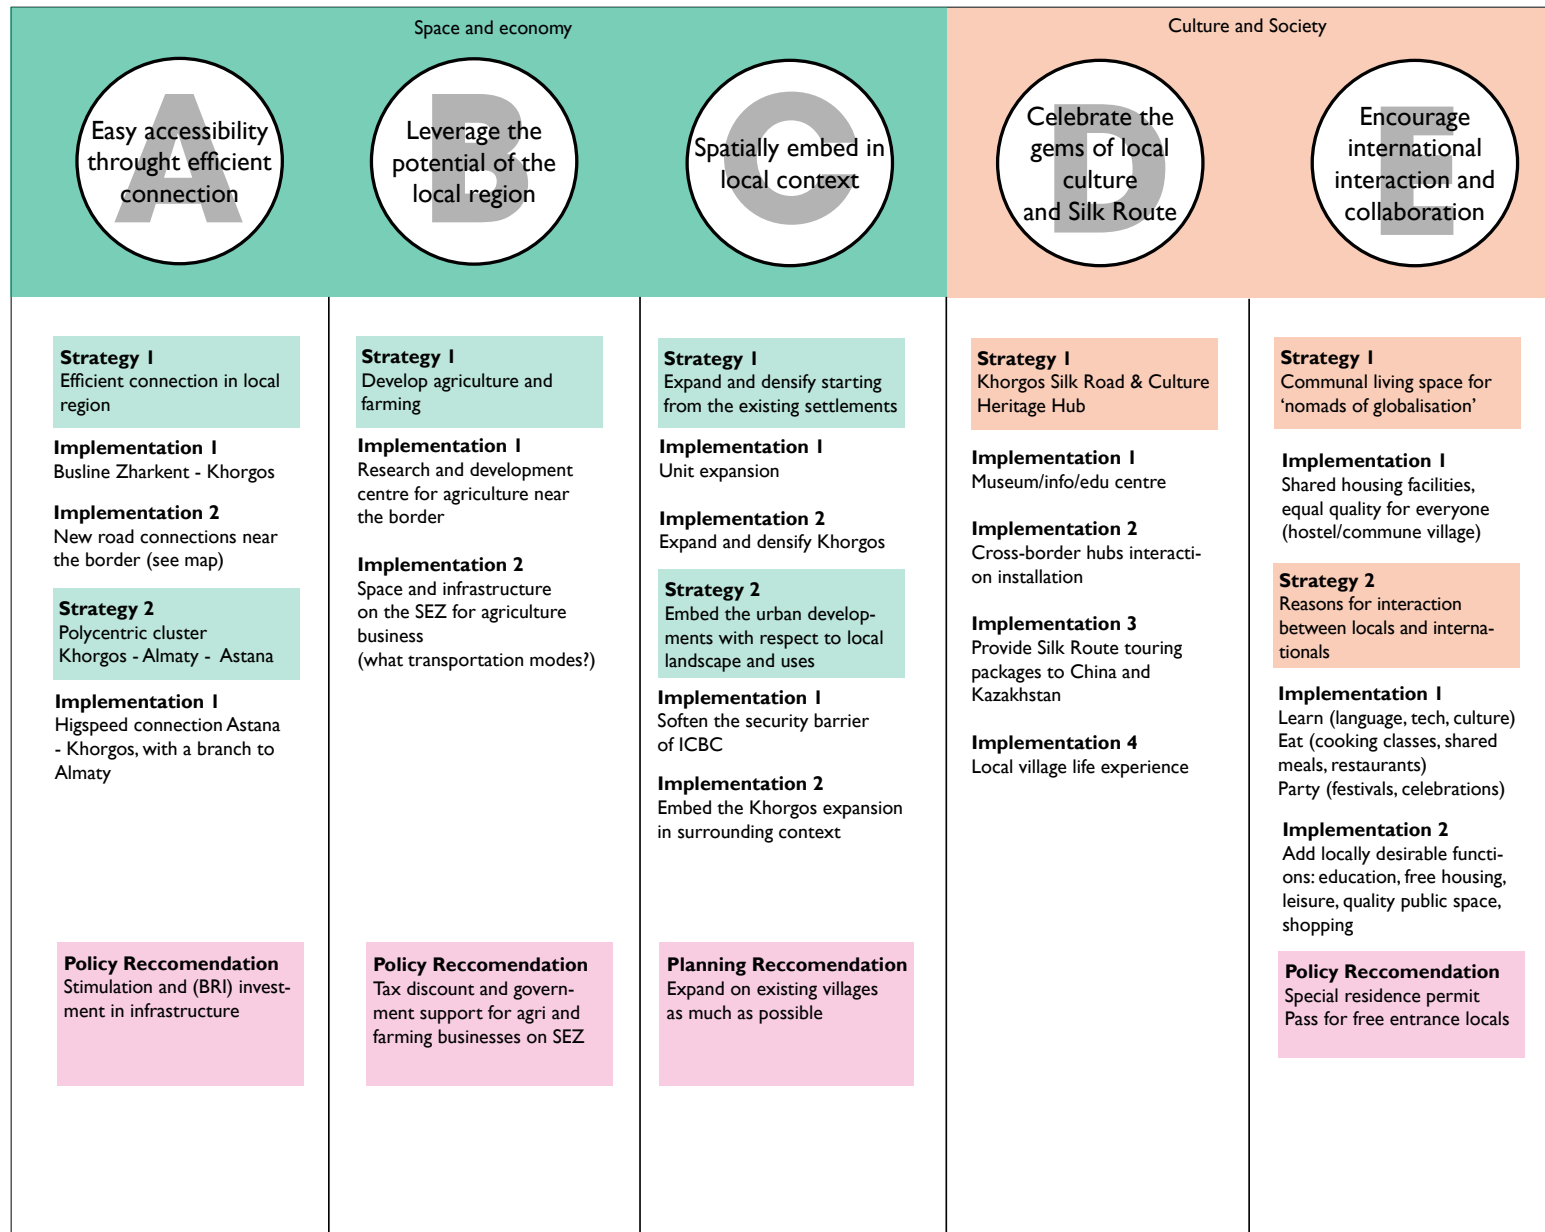 Space and economy
Culture and Society
A
Easy accessibility
throught efficient
connection
B
Leverage the
potential of the
local region
C
Spatially embed in
local context
D
Celebrate the
gems of local
culture
and Silk Route
E
Encourage
international
interaction and
collaboration
Strategy 1
Efficient connection in local
region
Implementation 1
Busline Zharkent - Khorgos
Implementation 2
New road connections near
the border (see map)
Strategy 2
Polycentric cluster
Khorgos - Almaty - Astana
Implementation 1
Higspeed connection Astana
- Khorgos, with a branch to
Almaty
Policy Reccomendation
Stimulation and (BRI) invest-
ment in infrastructure
Strategy 1
Develop agriculture and
farming
Implementation 1
Research and development
centre for agriculture near
the border
Implementation 2
Space and infrastructure
on the SEZ for agriculture
business
(what transportation modes?)
Policy Reccomendation
Tax discount and govern-
ment support for agri and
farming businesses on SEZ
Strategy 1
Expand and densify starting
from the existing settlements
Implementation 1
Unit expansion
Implementation 2
Expand and densify Khorgos
Strategy 2
Embed the urban develop-
ments with respect to local
landscape and uses
Implementation 1
Soften the security barrier
of ICBC
Implementation 2
Embed the Khorgos expansion
in surrounding context
Planning Reccomendation
Expand on existing villages
as much as possible
Strategy 1
Khorgos Silk Road & Culture
Heritage Hub
Implementation 1
Museum/info/edu centre
Implementation 2
Cross-border hubs interacti-
on installation
Implementation 3
Provide Silk Route touring
packages to China and
Kazakhstan
Implementation 4
Local village life experience
Strategy 1
Communal living space for
‘nomads of globalisation’
Implementation 1
Shared housing facilities,
equal quality for everyone
(hostel/commune village)
Strategy 2
Reasons for interaction
between locals and interna-
tionals
Implementation 1
Learn (language, tech, culture)
Eat (cooking classes, shared
meals, restaurants)
Party (festivals, celebrations)
Implementation 2
Add locally desirable functi-
ons: education, free housing,
leisure, quality public space,
shopping
Policy Reccomendation
Special residence permit
Pass for free entrance locals